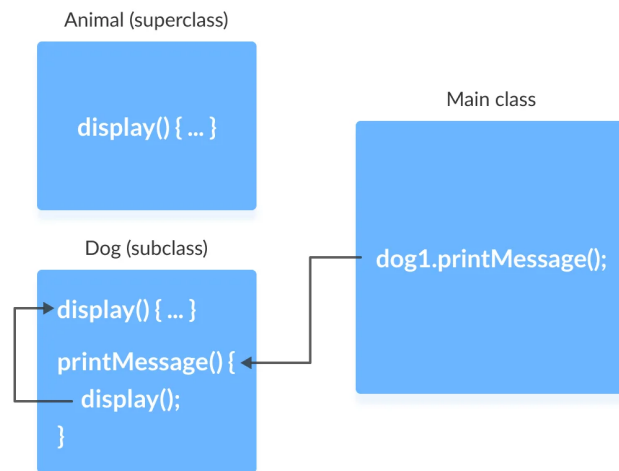 Animal (superclass)
display() { ... }
Dog (subclass)
display() { ... }
printMessage() {
display();
}
Main class
dog1.printMessage();